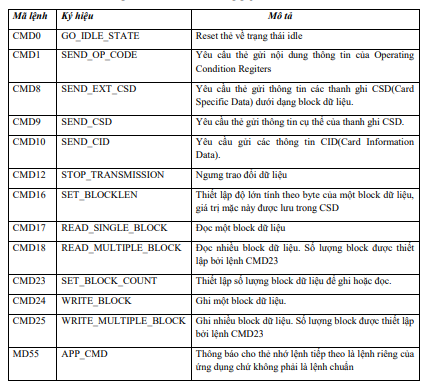 Mã lệnh Ký hiệu Mô tả
CMD0 GO_IDLE_STATE Reset thẻ về trạng thái idle
CMD1 SEND_OP_CODE Yêu cầu thẻ gửi nội dung thông tin của Operating
Condition Regiters
CMD8 SEND_EXT_CSD Yêu cầu thẻ gửi thông tin các thanh ghi CSD(Card
Specific Data) dưới dạng block dữ liệu.
CMD9 SEND_CSD Yêu cầu thẻ gửi thông tin cụ thể của thanh ghi CSD.
CMD10 SEND_CID Yêu cầu gửi các thông tin CID(Card Information
Data).
CMD12 STOP_TRANSMISSION Ngưng trao đổi dữ liệu
CMD16 SET_BLOCKLEN Thiết lập độ lớn tính theo byte của một block dữ liệu,
giá trị mặc này được lưu trong CSD
CMD17 READ_SINGLE_BLOCK Đọc một block dữ liệu
CMD18 READ_MULTIPLE_BLOCK Đọc nhiều block dữ liệu. Số lượng block được thiết
lập bởi lệnh CMD23
CMD23 SET_BLOCK_COUNT Thiết lập số lượng block dữ liệu để ghi hoặc đọc.
CMD24 WRITE_BLOCK Ghi một block dữ liệu.
CMD25 WRITE_MULTIPLE_BLOCK Ghi nhiều block dữ liệu. Số lượng block được thiết lập
bởi lệnh CMD23
MD55 APP_CMD Thông báo cho thẻ nhớ lệnh tiếp theo là lệnh riêng của
ứng dụng chứ không phải là lệnh chuẩn